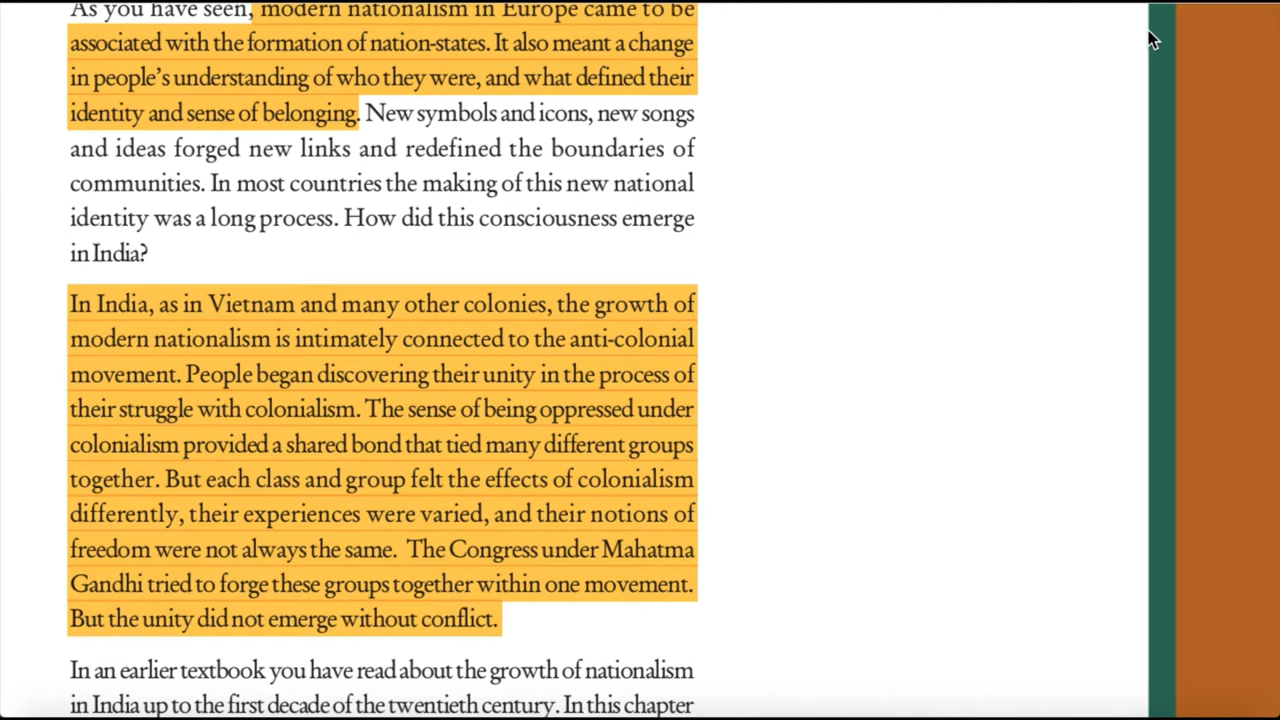 As you have seen, modern nationalism in Europe came to be
associated with the formation of nation-states. It also meant a change
in people's understanding of who they were, and what defined their
identity and sense of belonging. New symbols and icons, new songs
and ideas forged new links and redefined the boundaries of
communities. In most countries the making of this new national
identity was a long process. How did this consciousness emerge
in India?
In India, as in Vietnam and many other colonies, the growth of
modern nationalism is intimately connected to the anti-colonial
movement. People began discovering their unity in the process of
their struggle with colonialism. The sense of being oppressed under
colonialism provided a shared bond that tied many different groups
together. But each class and group felt the effects of colonialism
differently, their experiences were varied, and their notions of
freedom were not always the same. The Congress under Mahatma
Gandhi tried to forge these groups together within one movement.
But the unity did not emerge without conflict.
In an earlier textbook you have read about the growth of nationalism
in India up to the first decade of the twentieth century. In this chapter